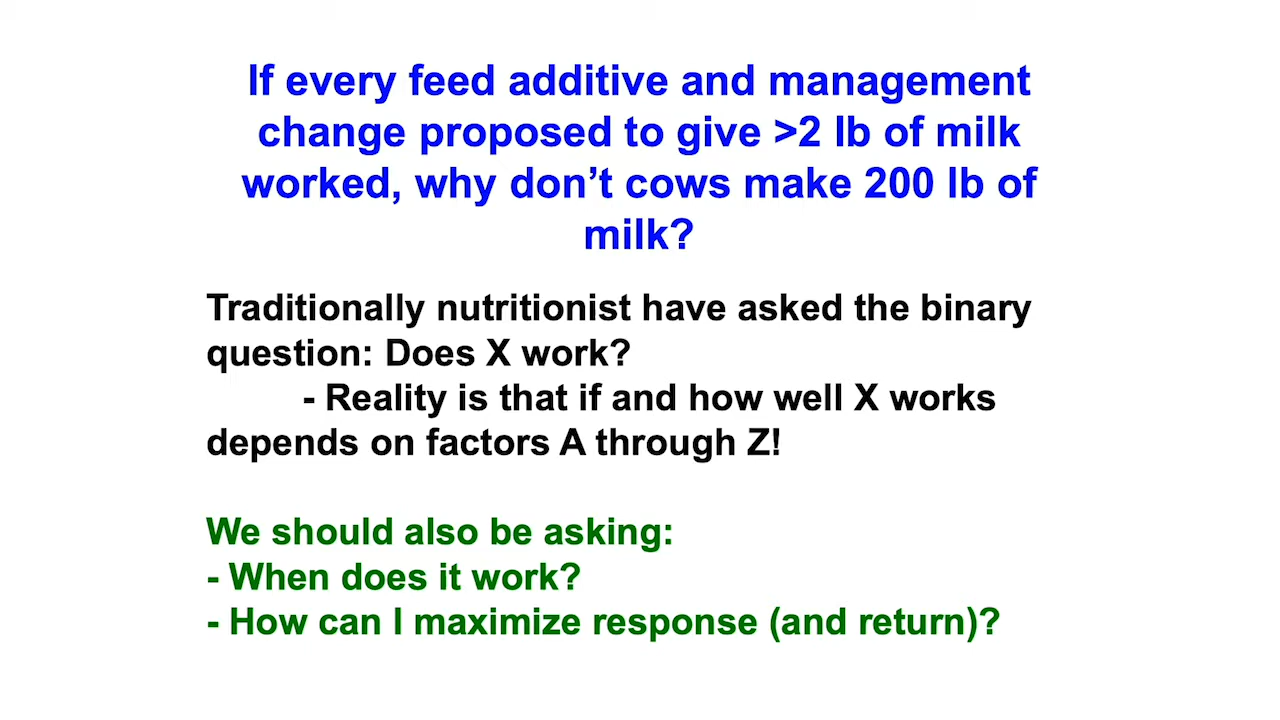 If every feed additive and management
change proposed to give >2 lb of milk
worked, why don’t cows make 200 lb of
milk?
Traditionally nutritionist have asked the binary
question: Does X work?
- Reality is that if and how well X works
depends on factors A through Z!
We should also be asking:
- When does it work?
- How can I maximize response (and return)?